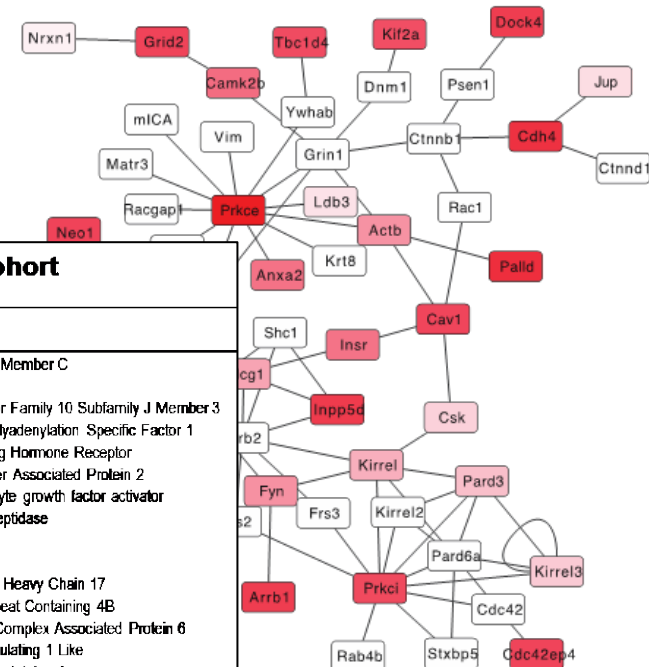 Nrxn1
Grid2
Tbc1d4
Kif2a
Dock4
Camk2b
Dnm1
Psen1
Jup
mICA
Vim
Ywhab
Grin1
Ctnnb1
Cdh4
Matr3
Ctnnd1
Racgap1
Prkce
Ldb3
Rac1
Neo1
Actb
Anxa2
Krt8
Palld
Cav1
Shc1
Insr
cg1
Inpp5d
Csk
rb2
Kirrel
Fyn
Pard3
s2
Frs3
Kirrel2
Pard6a
Kirrel3
Arrb1
Prkci
Cdc42
Rab4b
Stxbp5
Cdc42ep4
ohort
Member C
r Family 10 Subfamily J Member 3
lyadenylation Specific Factor 1
g Hormone Receptor
er Associated Protein 2
yte growth factor activator
eptidase
Heavy Chain 17
eat Containing 4B
Complex Associated Protein 6
ulating 1 Like